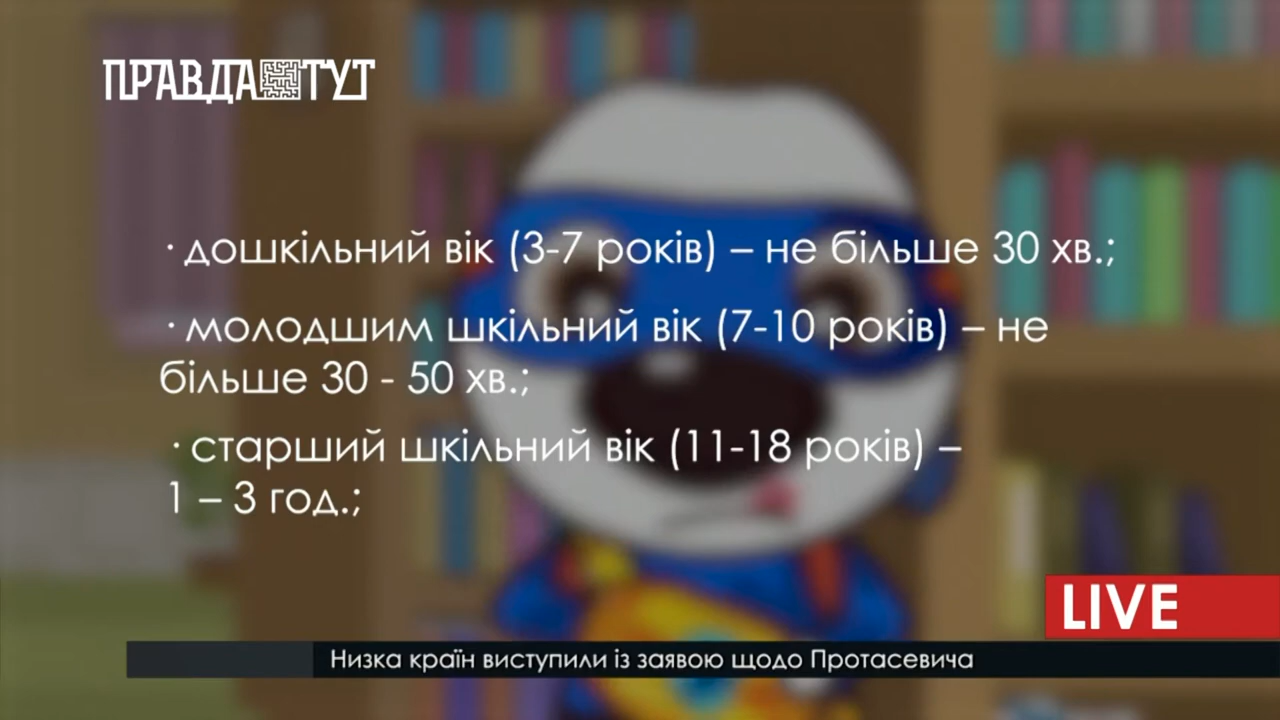 ПРАВДА ТУТ
· дошкільний вік (3-7 років) – не більше 30 хв.;
· молодшим шкільний вік (7-10 років) – не
більше 30 - 50 хв.;
· старший шкільний вік (11-18 років) –
1 – 3 год.;
LIVE
Низка країн виступили із заявою щодо Протасевича